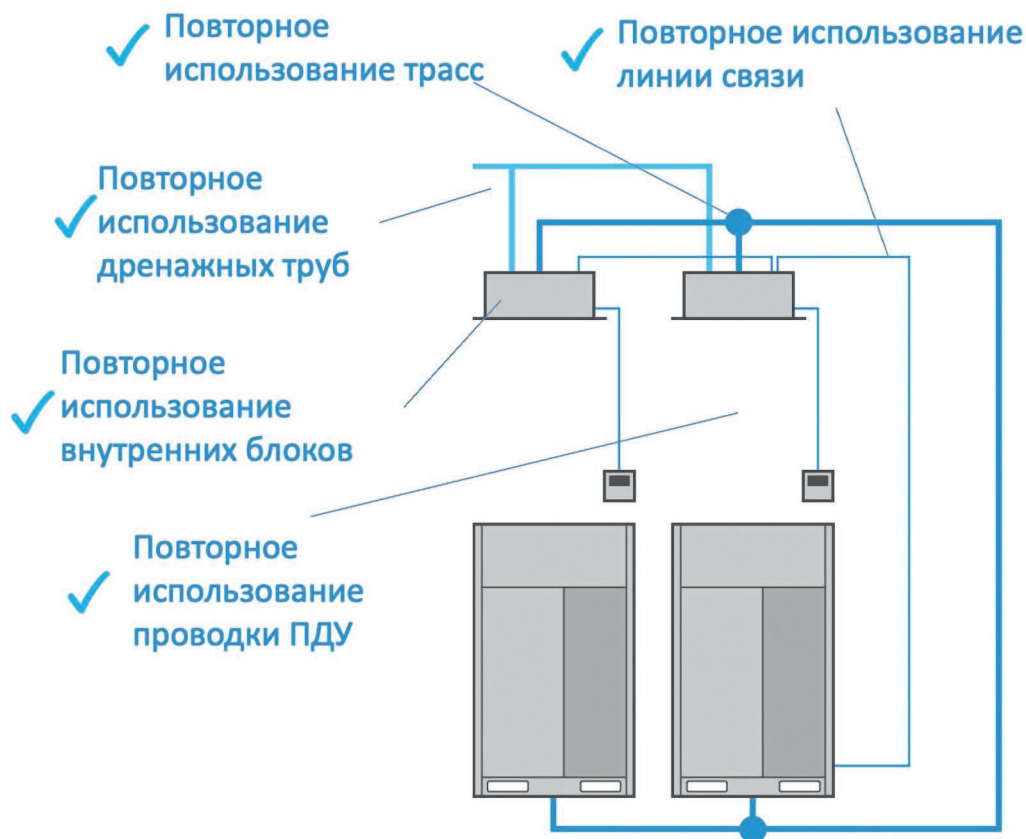 Повторное
использование трасс
Повторное использование
линии связи
Повторное
использование
дренажных труб
Повторное
использование
внутренних блоков
Повторное
использование
проводки ПДУ